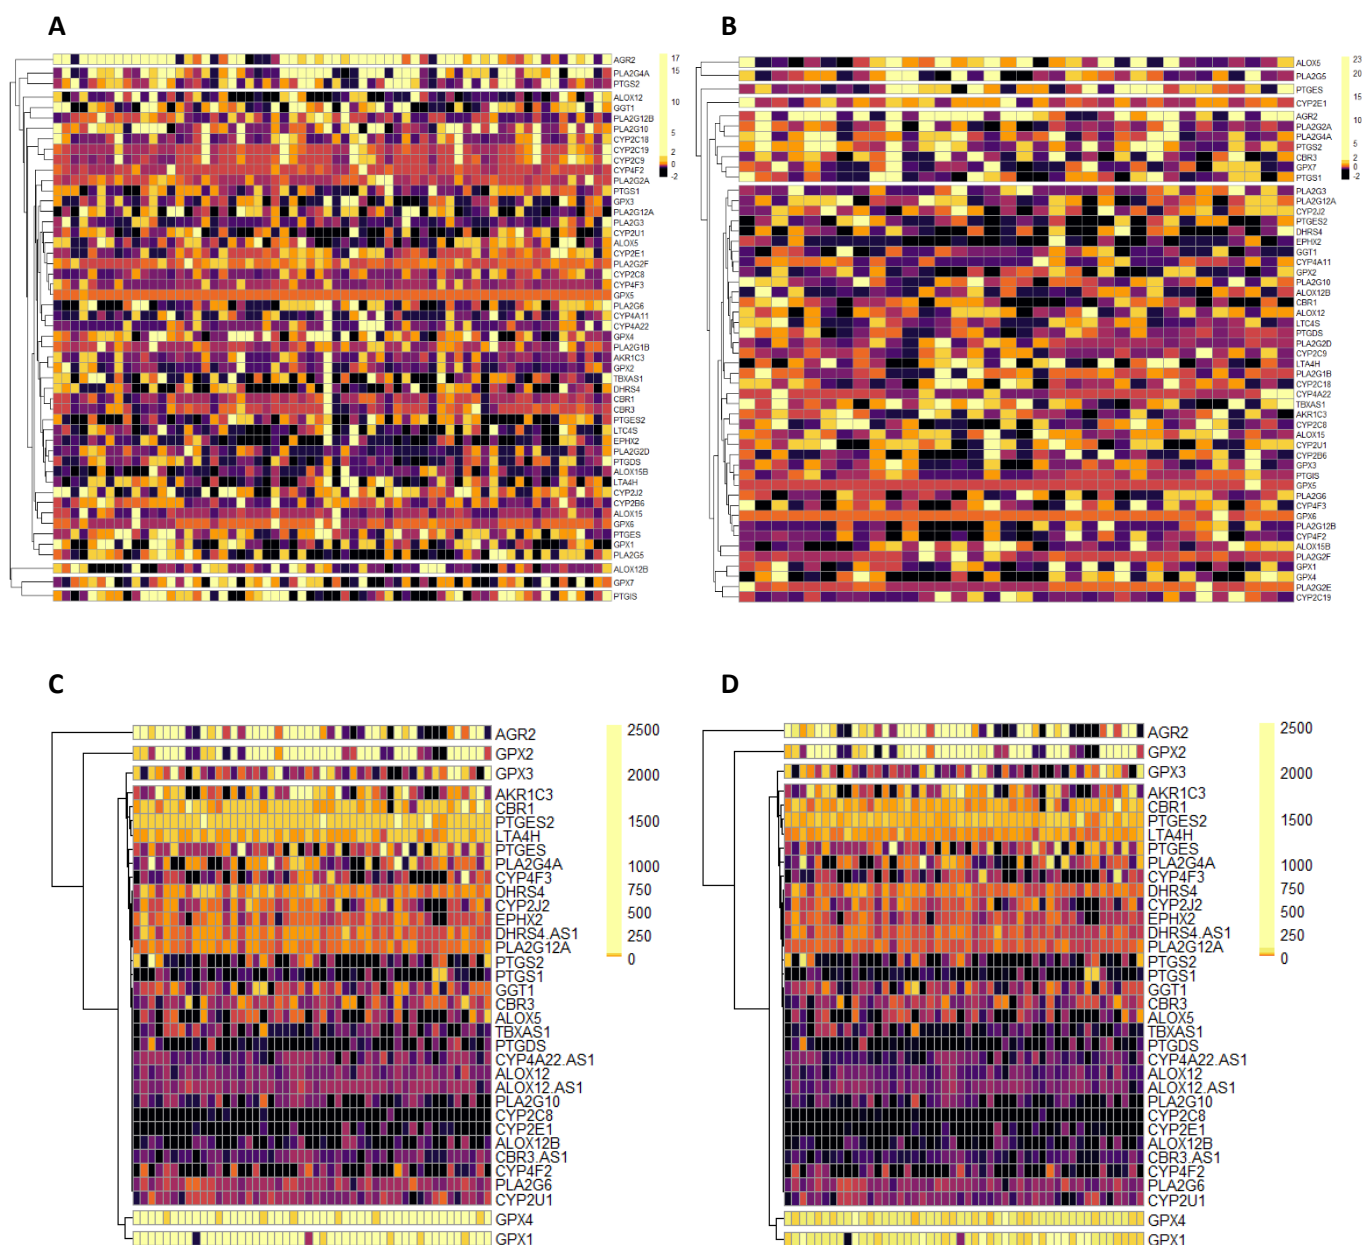 A
AGR2
PLA2G4A
PTGS2
ALOX12
GGT1
PLA2G12B
PLA2G10
CYP2C18
CYP2C19
CYP2C9
CYP4F2
PLA2G2A
PTGS1
GPX3
PLA2G12A
PLA2G3
CYP2U1
ALOX5
CYP2E1
PLA2G2F
CYP2C8
CYP4F3
GPX5
PLA2G6
CYP4A11
CYP4A22
GPX4
PLA2G1B
AKR1C3
GPX2
TBXAS1
DHRS4
CBR1
CBR3
PTGES2
LTC4S
EPHX2
PLA2G2D
PTGDS
ALOX15B
LTA4H
CYP2J2
CYP2B6
ALOX15
GPX6
PTGES
GPX1
PLA2G5
ALOX12B
GPX7
PTGIS
17
15
10
5
2
0
-2
B
ALOX5
PLA2G5
PTGES
CYP2E1
AGR2
PLA2G2A
PLA2G4A
PTGS2
CBR3
GPX7
PTGS1
PLA2G3
PLA2G12A
CYP2J2
PTGES2
DHRS4
EPHX2
GGT1
CYP4A11
GPX2
PLA2G10
ALOX12B
CBR1
ALOX12
LTC4S
PTGDS
PLA2G2D
CYP2C9
LTA4H
PLA2G1B
CYP2C18
CYP4A22
TBXAS1
AKR1C3
CYP2C8
ALOX15
CYP2U1
CYP2B6
GPX3
PTGIS
GPX5
PLA2G6
CYP4F3
GPX6
PLA2G12B
CYP4F2
ALOX15B
PLA2G2F
GPX1
GPX4
PLA2G2E
CYP2C19
23
20
15
10
5
2
0
-2
C
AGR2
GPX2
GPX3
AKR1C3
CBR1
PTGES2
LTA4H
PTGES
PLA2G4A
CYP4F3
DHRS4
CYP2J2
EPHX2
DHRS4.AS1
PLA2G12A
PTGS2
PTGS1
GGT1
CBR3
ALOX5
TBXAS1
PTGDS
CYP4A22.AS1
ALOX12
ALOX12.AS1
PLA2G10
CYP2C8
CYP2E1
ALOX12B
CBR3.AS1
CYP4F2
PLA2G6
CYP2U1
GPX4
GPX1
2500
2000
1500
1000
750
500
250
0
D
AGR2
GPX2
GPX3
AKR1C3
CBR1
PTGES2
LTA4H
PTGES
PLA2G4A
CYP4F3
DHRS4
CYP2J2
EPHX2
DHRS4.AS1
PLA2G12A
PTGS2
PTGS1
GGT1
CBR3
ALOX5
TBXAS1
PTGDS
CYP4A22.AS1
ALOX12
ALOX12.AS1
PLA2G10
CYP2C8
CYP2E1
ALOX12B
CBR3.AS1
CYP4F2
PLA2G6
CYP2U1
GPX4
GPX1
2500
2000
1500
1000
750
500
250
0